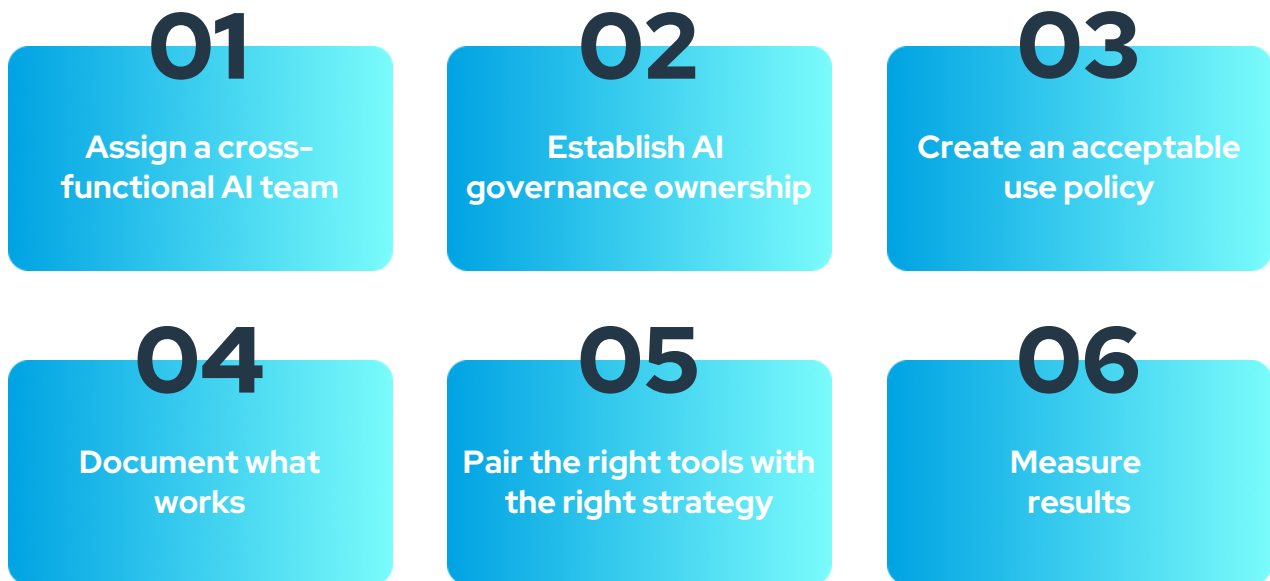 01
Assign a cross-
functional AI team
02
Establish AI
governance ownership
03
Create an acceptable
use policy
04
Document what
works
05
Pair the right tools with
the right strategy
06
Measure
results